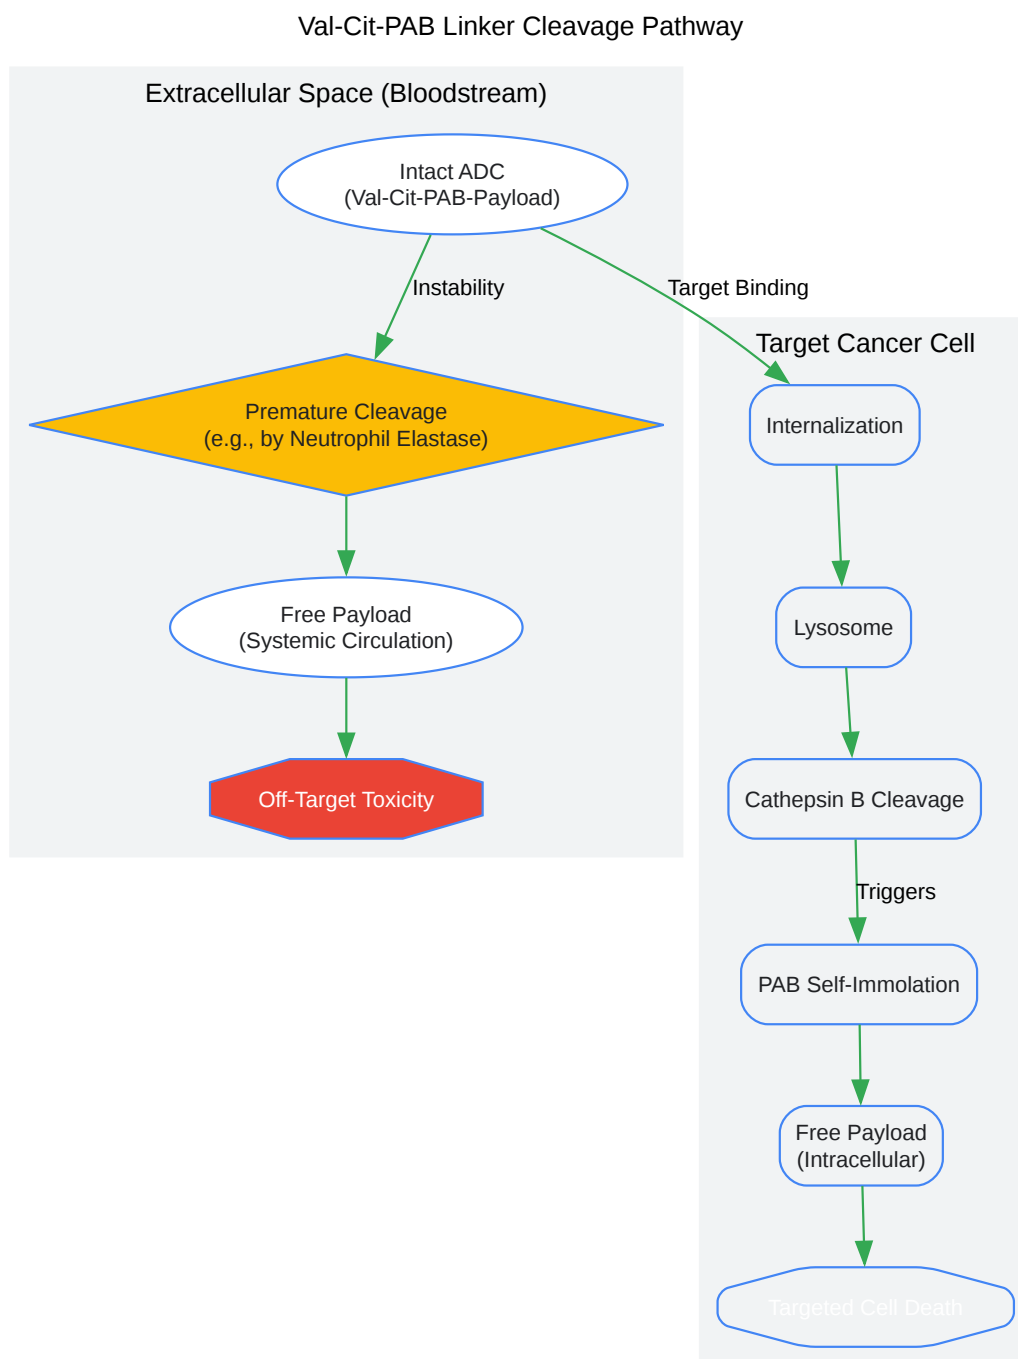 Val-Cit-PAB Linker Cleavage Pathway
Extracellular Space (Bloodstream)
Intact ADC
(Val-Cit-PAB-Payload)
Instability
Target Binding
Premature Cleavage
(e.g., by Neutrophil Elastase)
Free Payload
(Systemic Circulation)
Off-Target Toxicity
Target Cancer Cell
Internalization
Lysosome
Cathepsin B Cleavage
Triggers
PAB Self-Immolation
Free Payload
(Intracellular)
Targeted Cell Death